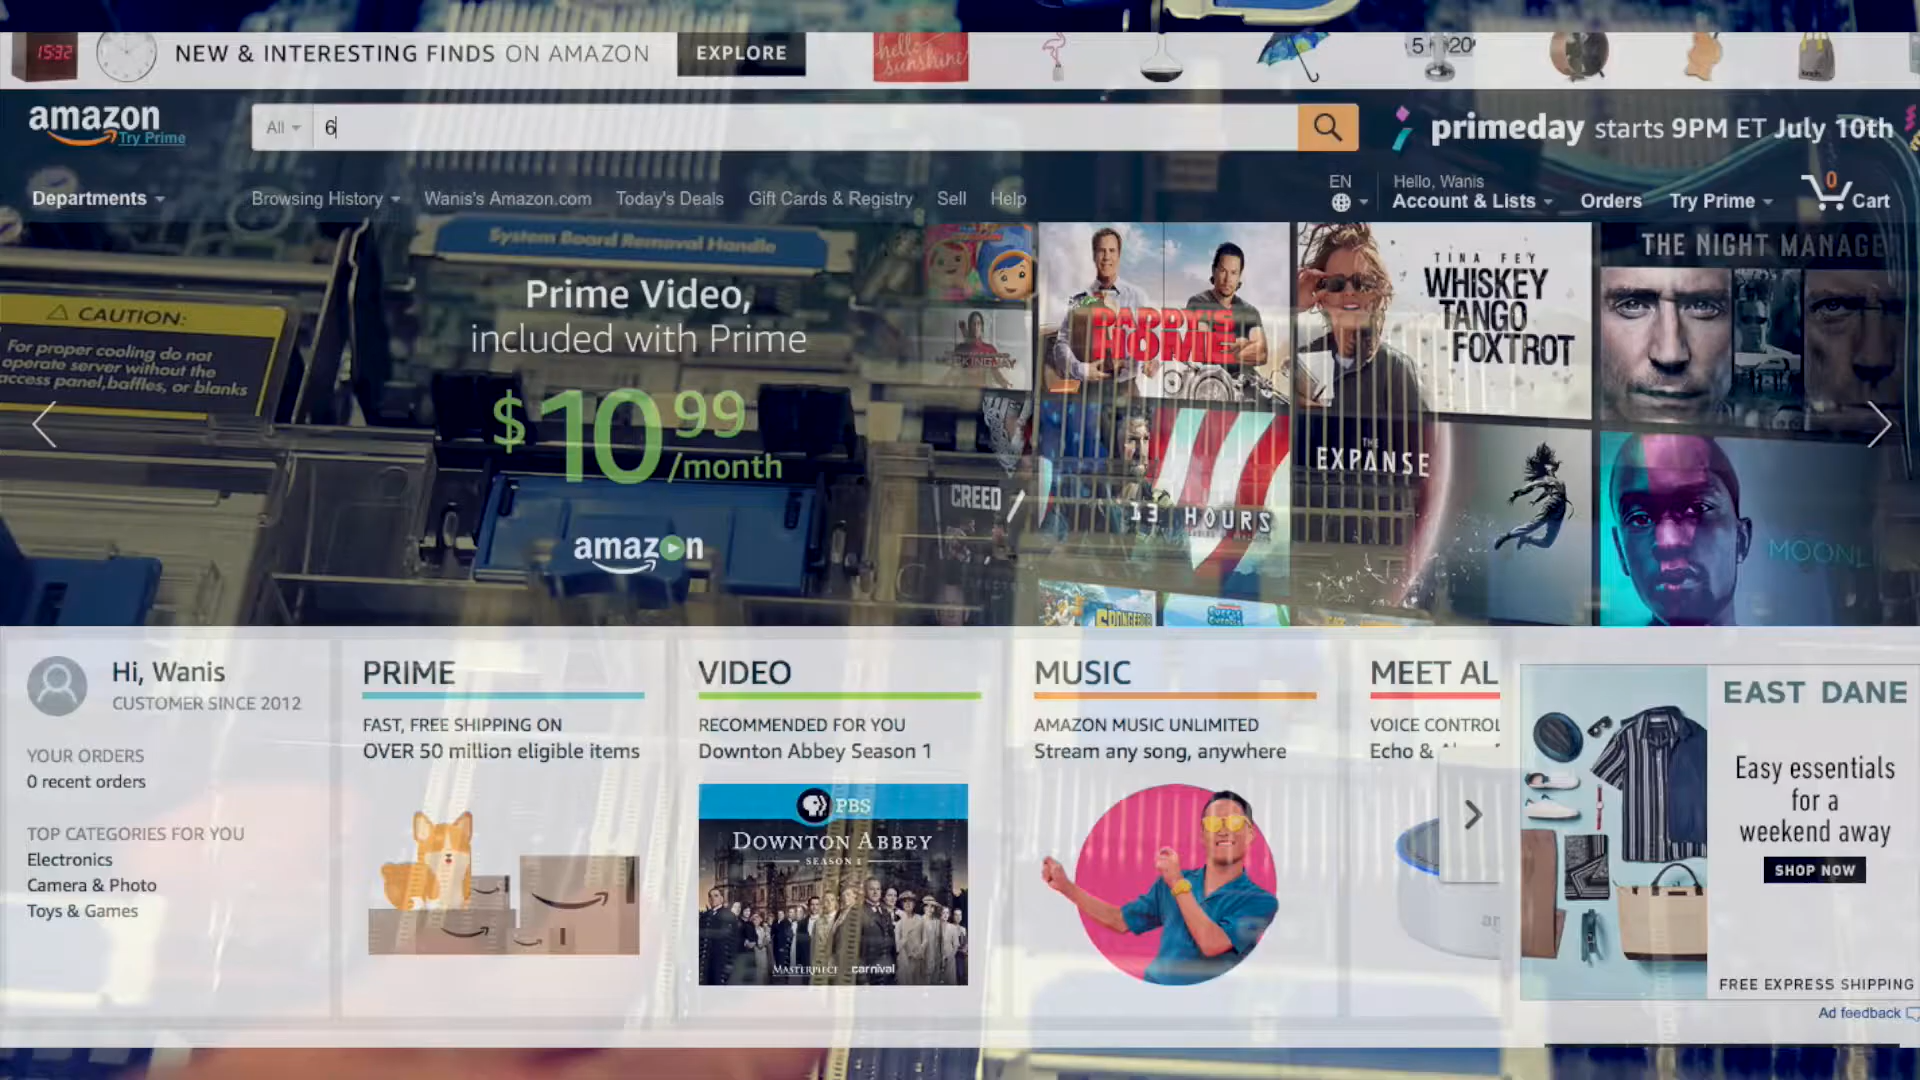 15:32
NEW & INTERESTING FINDS ON AMAZON
EXPLORE
hello
sunshine
5 20
amazon
Try Prime
All
6
primeday starts 9PM ET July 10th
Departments
Browsing History
Wanis's Amazon.com
Today's Deals
Gift Cards & Registry
Sell
Help
EN
Hello, Wanis
Account & Lists
Orders
Try Prime
0
Cart
System Board Removal Handle
CAUTION:
For proper cooling do not
operate server without the
access panel, baffles, or blanks
Prime Video,
included with Prime
$10 99
/month
amazon
DADDY'S
HOME
TINA FEY
WHISKEY
TANGO
FOXTROT
THE NIGHT MANAGE
CREED
13 HOURS
THE
EXPANSE
MOONL
SPONGEBOB
Hi, Wanis
CUSTOMER SINCE 2012
YOUR ORDERS
0 recent orders
TOP CATEGORIES FOR YOU
Electronics
Camera & Photo
Toys & Games
PRIME
FAST, FREE SHIPPING ON
OVER 50 million eligible items
VIDEO
RECOMMENDED FOR YOU
Downton Abbey Season 1
PBS
DOWNTON ABBEY
SEASON 1
MASTERPIECE carnival
MUSIC
AMAZON MUSIC UNLIMITED
Stream any song, anywhere
MEET AL
VOICE CONTROL
Echo &
EAST DANE
Easy essentials
for a
weekend away
SHOP NOW
FREE EXPRESS SHIPPING
Ad feedback